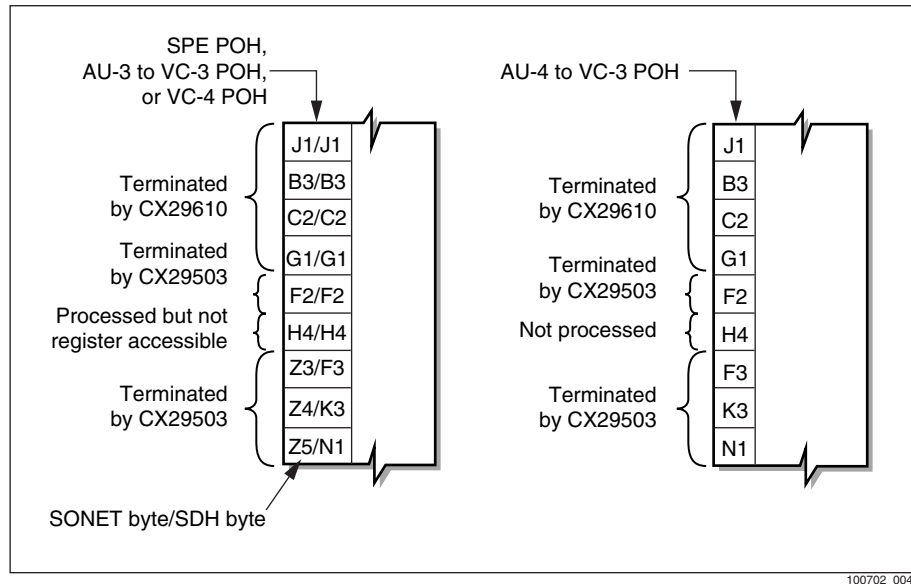 SPE POH,
AU-3 to VC-3 POH,
or VC-4 POH
J1/J1
B3/B3
C2/C2
G1/G1
F2/F2
H4/H4
Z3/F3
Z4/K3
Z5/N1
Terminated
by CX29610
Terminated
by CX29503
Processed but not
register accessible
Terminated
by CX29503
SONET byte/SDH byte
AU-4 to VC-3 POH
J1
B3
C2
G1
F2
H4
F3
K3
N1
Terminated
by CX29610
Terminated
by CX29503
Not processed
Terminated
by CX29503
100702_004